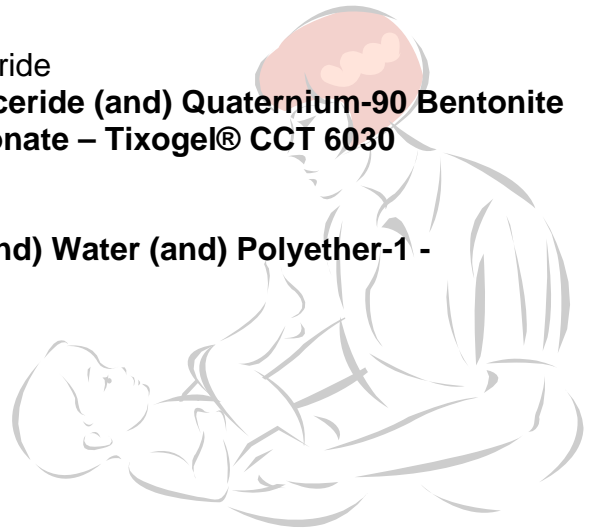 ride
ceride (and) Quaternium-90 Bentonite
onate – Tixogel® CCT 6030
nd) Water (and) Polyether-1 -